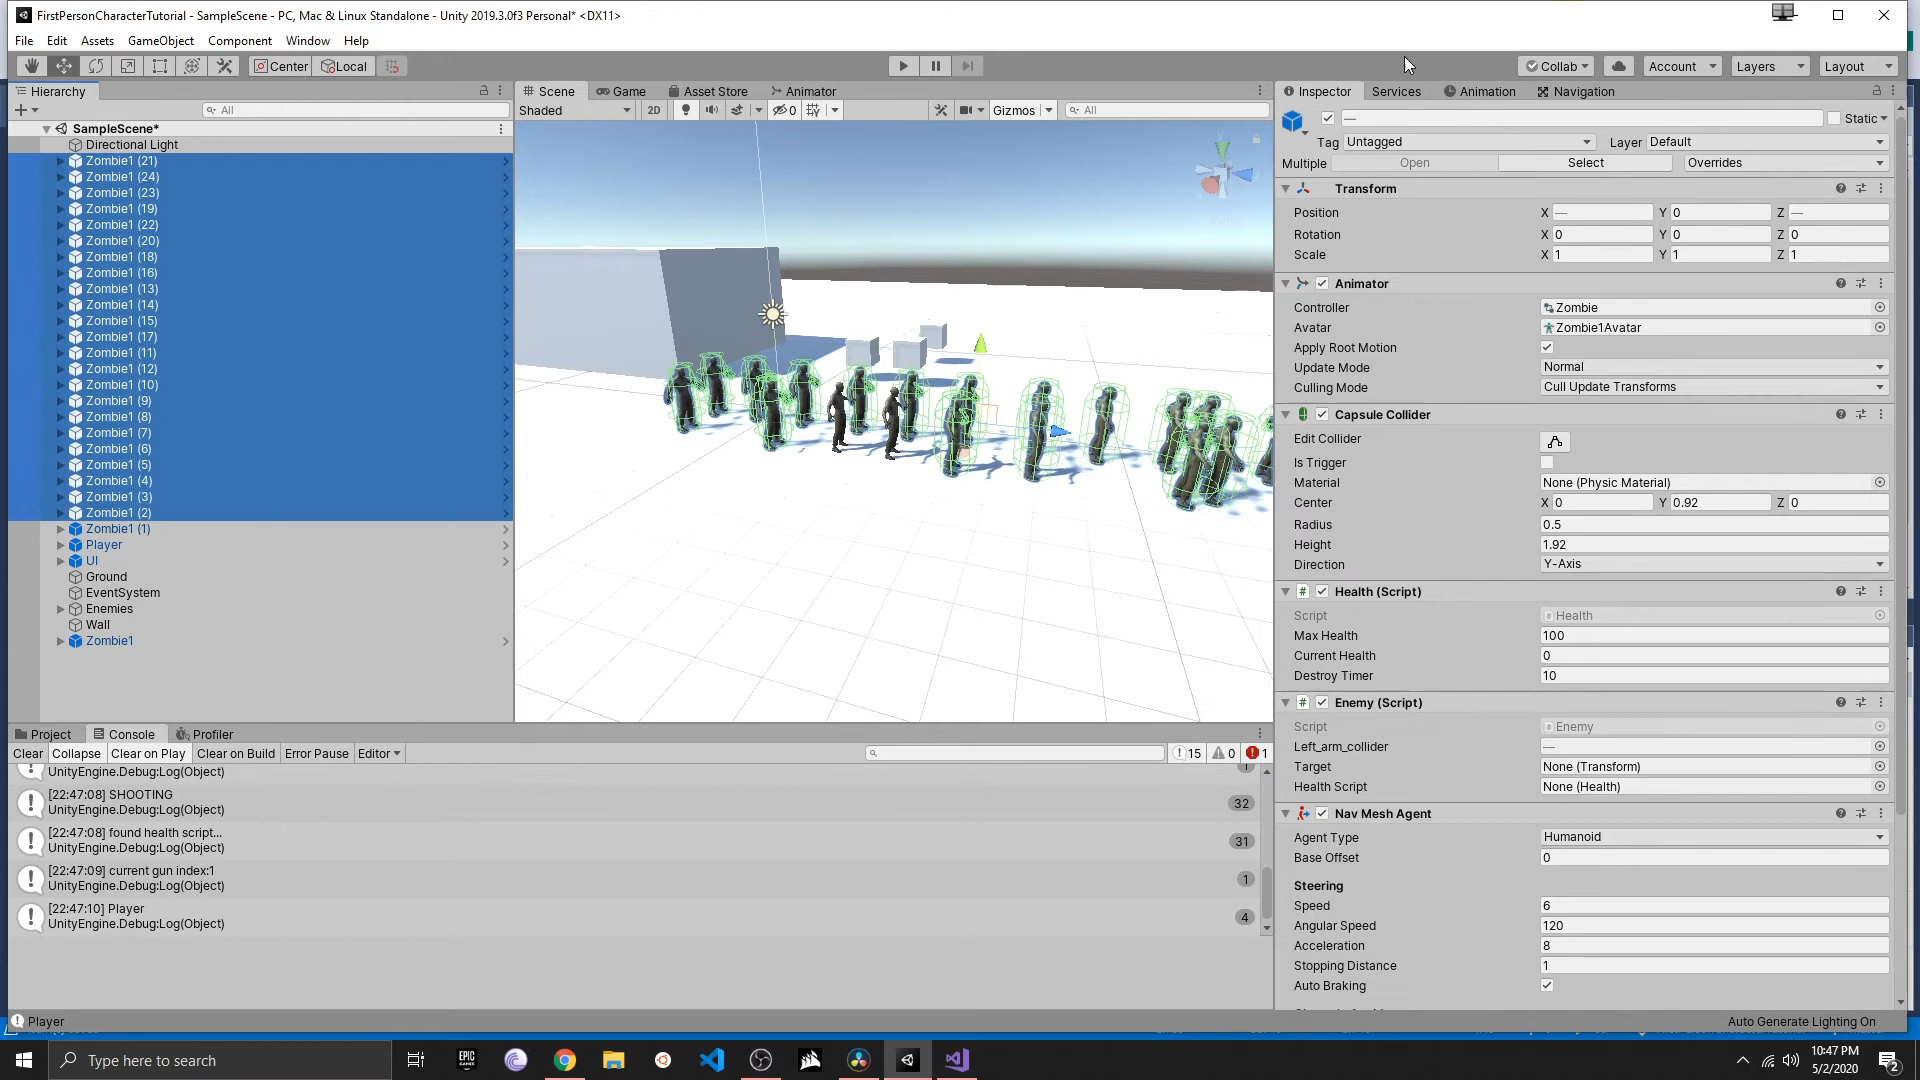 FirstPersonCharacterTutorial - SampleScene - PC, Mac & Linux Standalone - Unity 2019.3.0f3 Personal* <DX11>
File Edit Assets GameObject Component Window Help
Center Local Collab Account Layers Layout
Hierarchy
All
SampleScene*
Directional Light
Zombie1 (21)
Zombie1 (24)
Zombie1 (23)
Zombie1 (19)
Zombie1 (22)
Zombie1 (20)
Zombie1 (18)
Zombie1 (16)
Zombie1 (13)
Zombie1 (14)
Zombie1 (15)
Zombie1 (17)
Zombie1 (11)
Zombie1 (12)
Zombie1 (10)
Zombie1 (9)
Zombie1 (8)
Zombie1 (7)
Zombie1 (6)
Zombie1 (5)
Zombie1 (4)
Zombie1 (3)
Zombie1 (2)
Zombie1 (1)
Player
UI
Ground
EventSystem
Enemies
Wall
Zombie1
Scene Game Asset Store Animator
Shaded 2D 0 Gizmos All
Inspector Services Animation Navigation
— Static
Tag Untagged Layer Default
Multiple Open Select Overrides
Transform
Position X — Y 0 Z —
Rotation X 0 Y 0 Z 0
Scale X 1 Y 1 Z 1
Animator
Controller Zombie
Avatar Zombie1Avatar
Apply Root Motion
Update Mode Normal
Culling Mode Cull Update Transforms
Capsule Collider
Edit Collider
Is Trigger
Material None (Physic Material)
Center X 0 Y 0.92 Z 0
Radius 0.5
Height 1.92
Direction Y-Axis
Health (Script)
Script Health
Max Health 100
Current Health 0
Destroy Timer 10
Enemy (Script)
Script Enemy
Left_arm_collider —
Target None (Transform)
Health Script None (Health)
Nav Mesh Agent
Agent Type Humanoid
Base Offset 0
Steering
Speed 6
Angular Speed 120
Acceleration 8
Stopping Distance 1
Auto Braking
Project Console Profiler
Clear Collapse Clear on Play Clear on Build Error Pause Editor 15 0 1
UnityEngine.Debug:Log(Object)
[22:47:08] SHOOTING
UnityEngine.Debug:Log(Object) 32
[22:47:08] found health script...
UnityEngine.Debug:Log(Object) 31
[22:47:09] current gun index:1
UnityEngine.Debug:Log(Object) 1
[22:47:10] Player
UnityEngine.Debug:Log(Object) 4
Player
Auto Generate Lighting On
Type here to search
EPIC GAMES
10:47 PM
5/2/2020
2